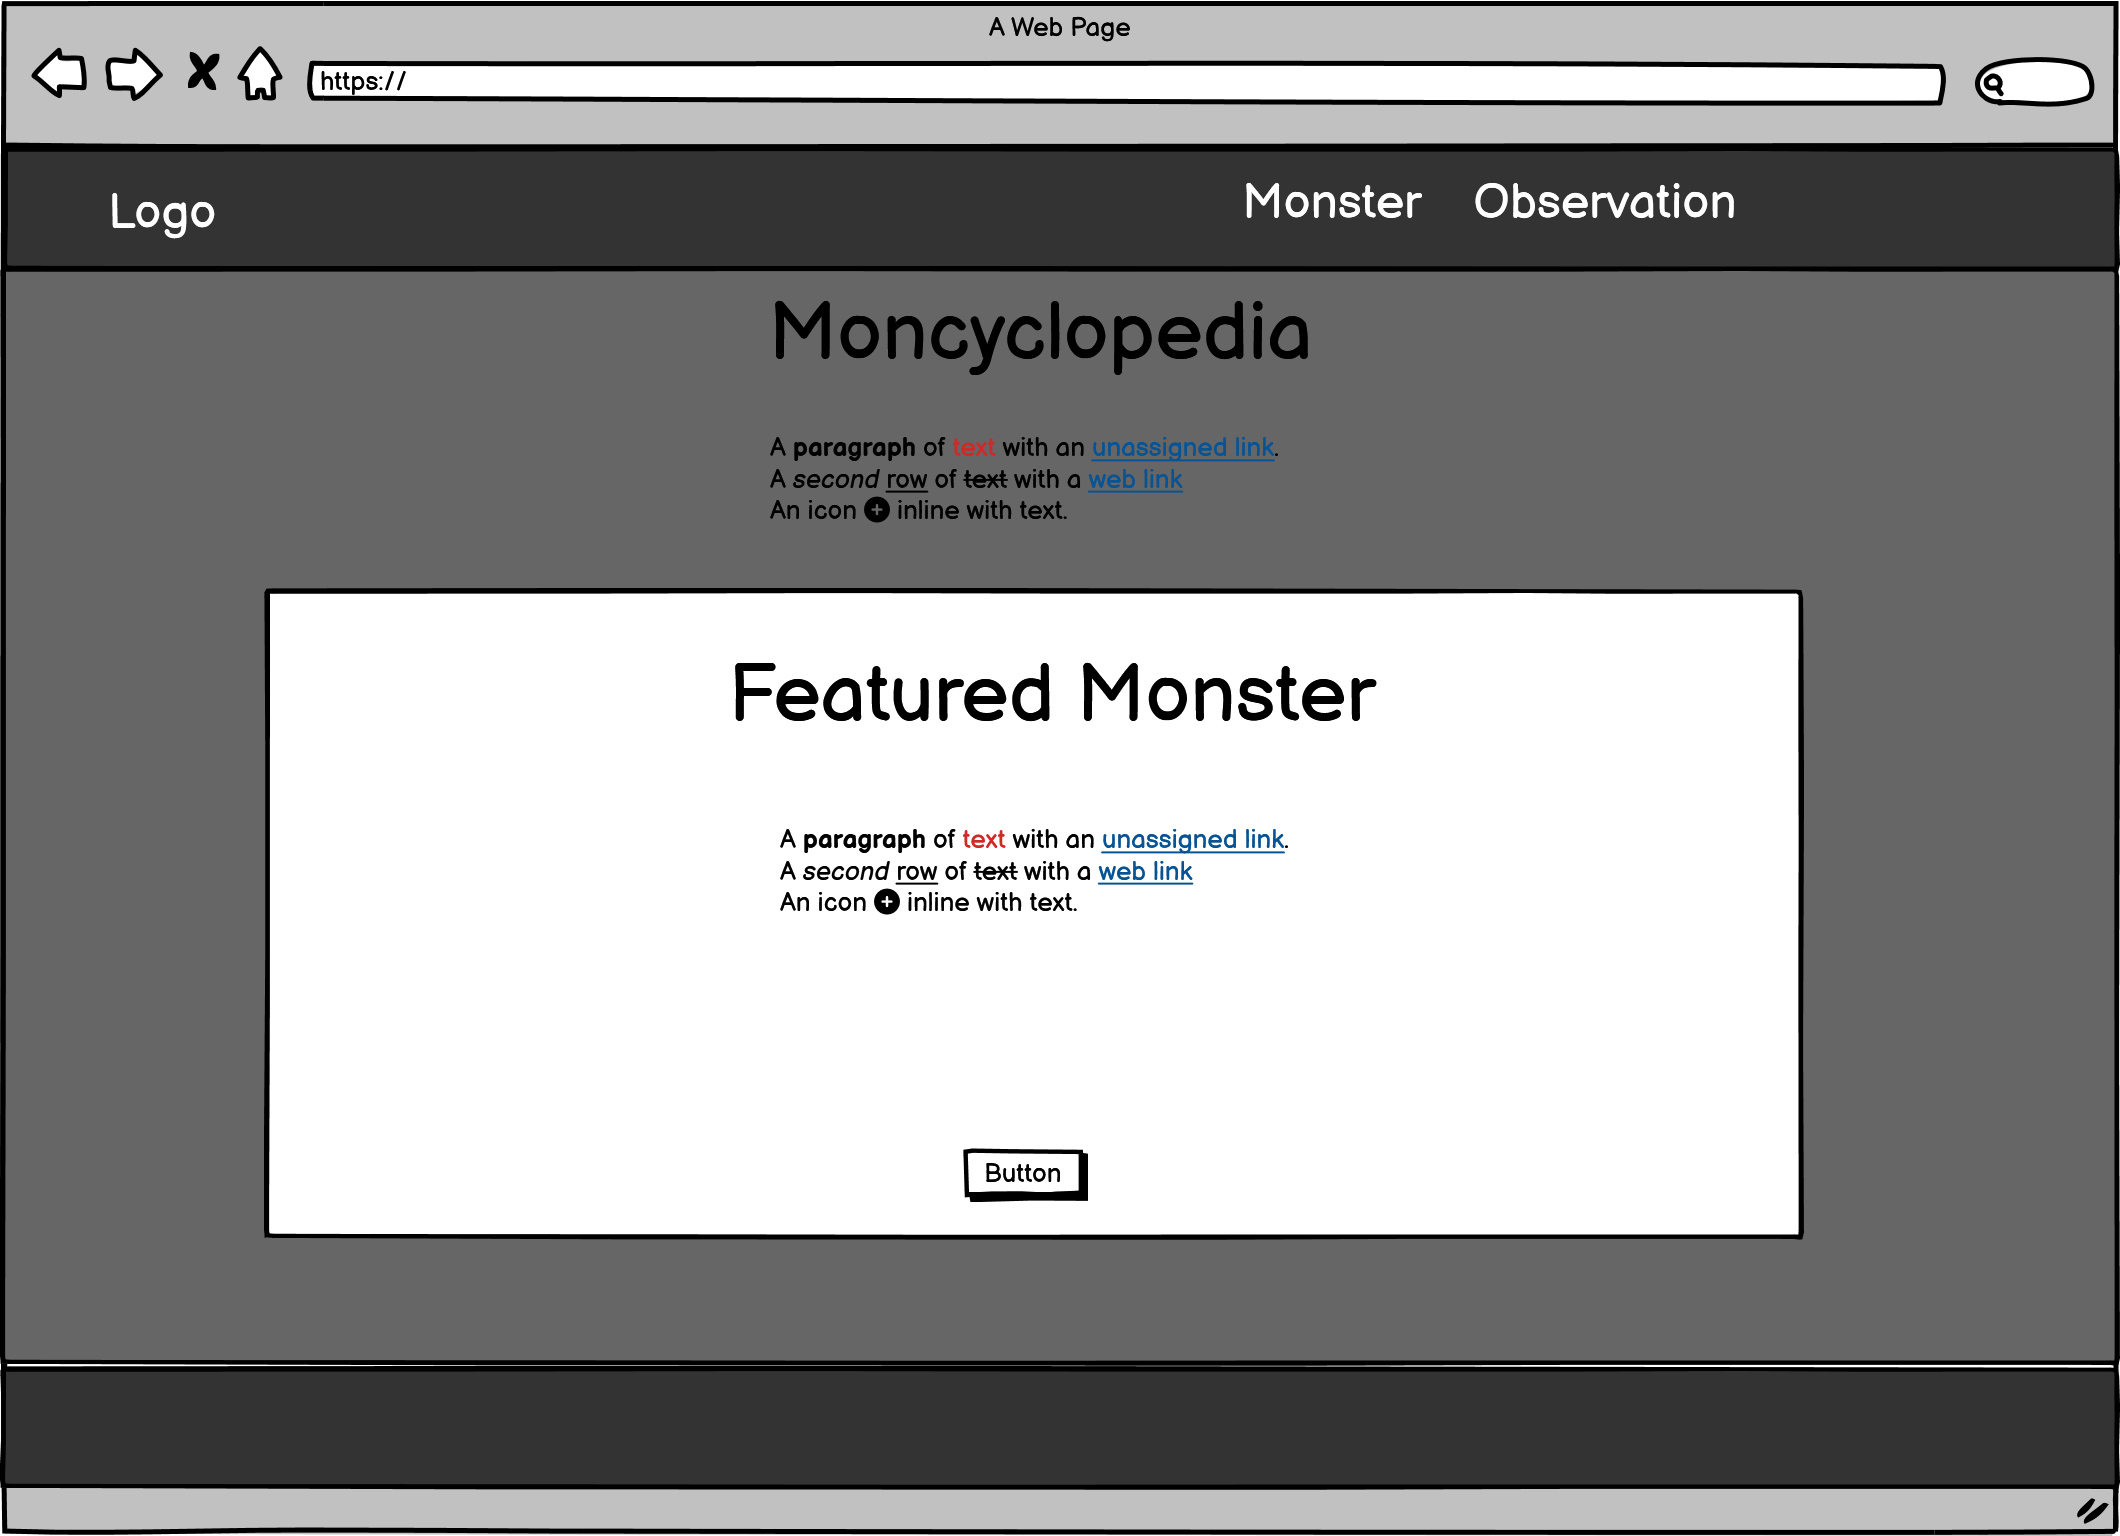 A Web Page
https://
Logo
Monster Observation
Moncyclopedia
A paragraph of text with an unassigned link.
A second row of text with a web link
An icon inline with text.
Featured Monster
A paragraph of text with an unassigned link.
A second row of text with a web link
An icon inline with text.
Button